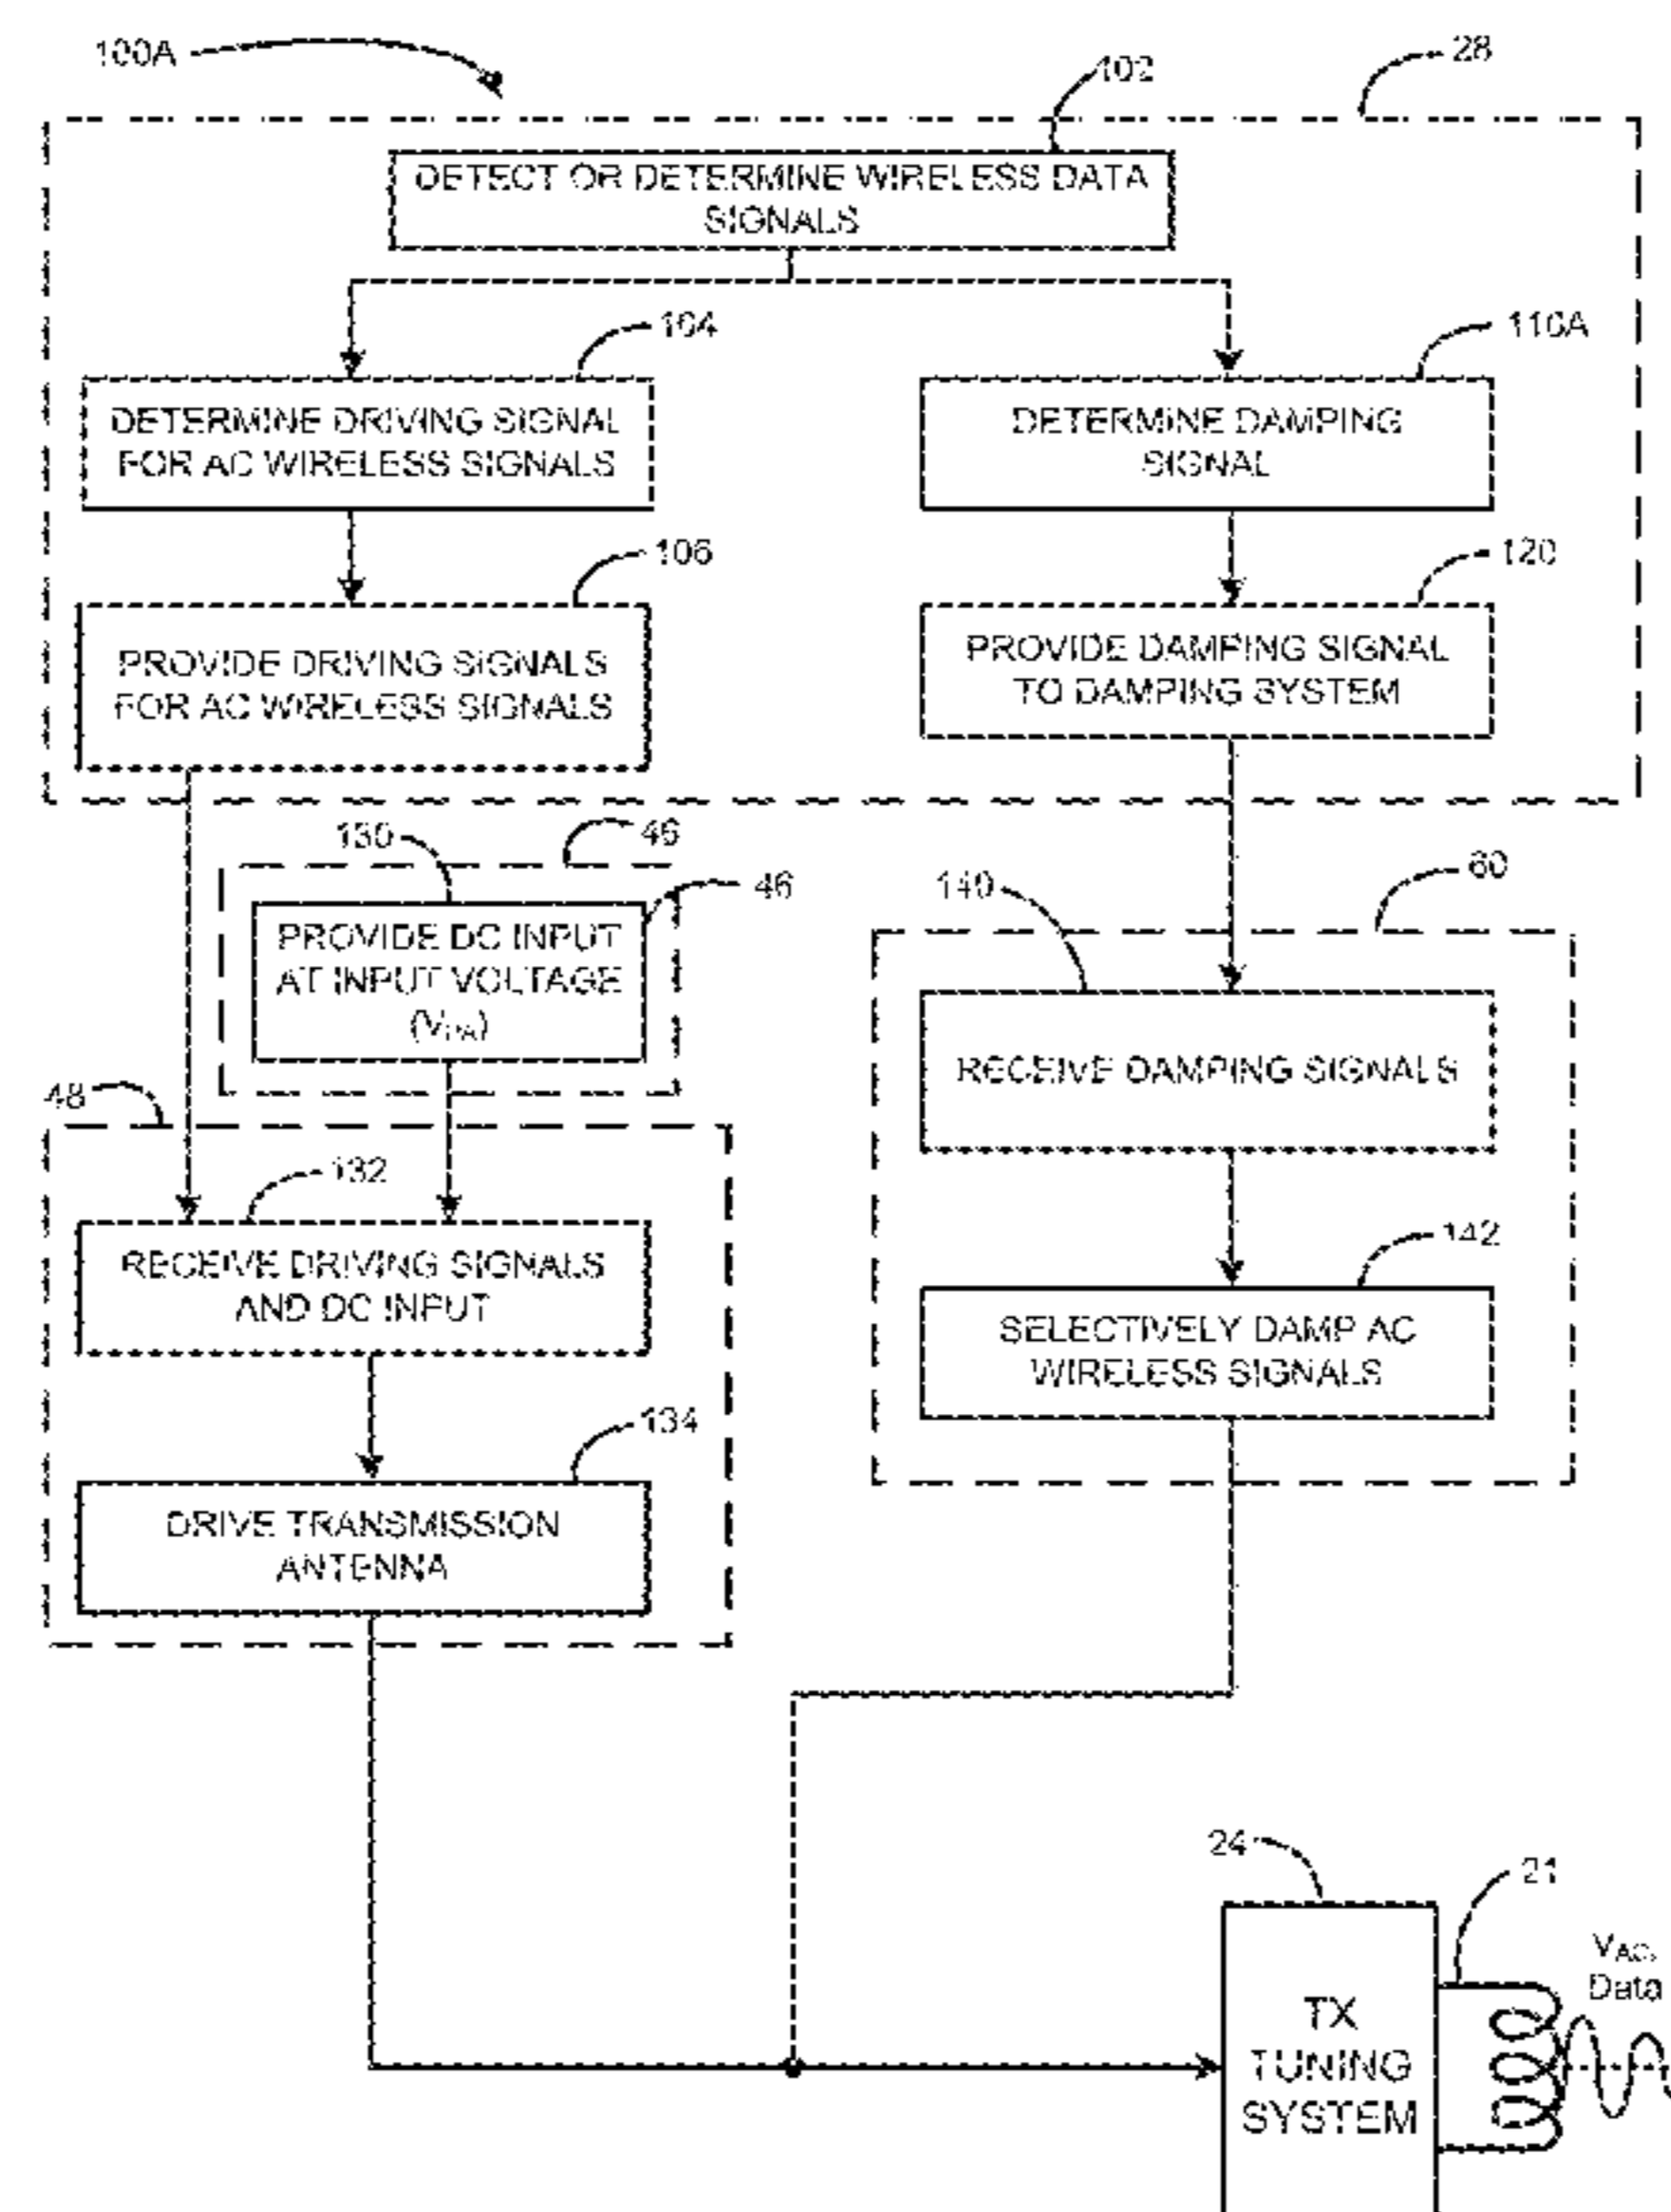 100A
102
28
DETECT OR DETERMINE WIRELESS DATA
SIGNALS
104
110A
DETERMINE DRIVING SIGNAL
FOR AC WIRELESS SIGNALS
DETERMINE DAMPING
SIGNAL
106
120
PROVIDE DRIVING SIGNALS
FOR AC WIRELESS SIGNALS
PROVIDE DAMPING SIGNAL
TO DAMPING SYSTEM
130
46
46
60
140
PROVIDE DC INPUT
AT INPUT VOLTAGE
(VPA)
RECEIVE DAMPING SIGNALS
48
132
142
RECEIVE DRIVING SIGNALS
AND DC INPUT
SELECTIVELY DAMP AC
WIRELESS SIGNALS
134
DRIVE TRANSMISSION
ANTENNA
24
21
VAC,
Data
TX
TUNING
SYSTEM